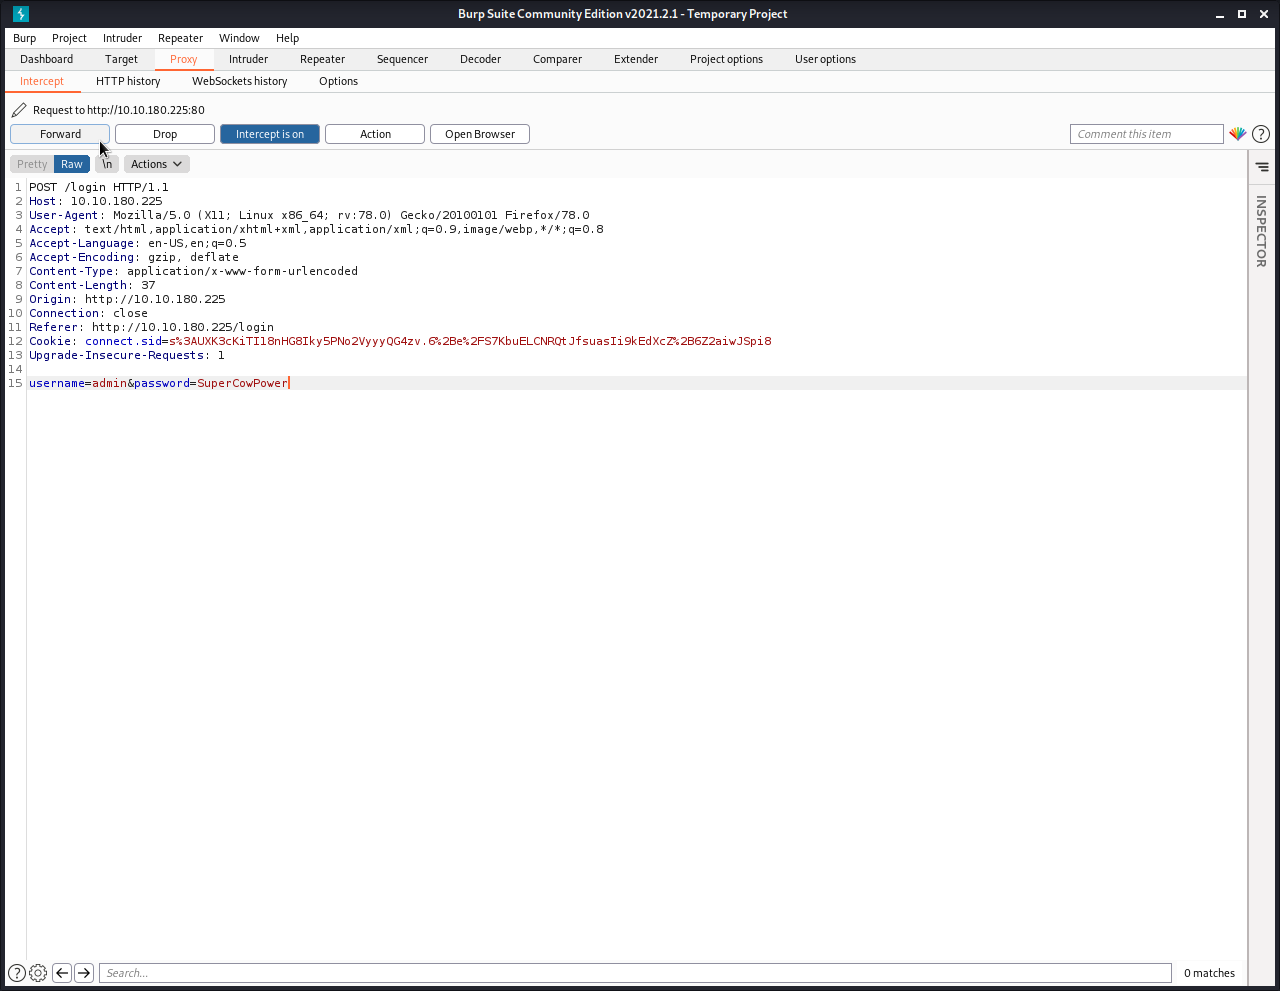 Burp Suite Community Edition v2021.2.1 - Temporary Project
Burp Project Intruder Repeater Window Help
Dashboard Target Proxy Intruder Repeater Sequencer Decoder Comparer Extender Project options User options
Intercept HTTP history WebSockets history Options
Request to http://10.10.180.225:80
Forward Drop Intercept is on Action Open Browser Comment this item ?
Pretty Raw \n Actions
INSPECTOR
1 POST /login HTTP/1.1
2 Host: 10.10.180.225
3 User-Agent: Mozilla/5.0 (X11; Linux x86_64; rv:78.0) Gecko/20100101 Firefox/78.0
4 Accept: text/html,application/xhtml+xml,application/xml;q=0.9,image/webp,*/*;q=0.8
5 Accept-Language: en-US,en;q=0.5
6 Accept-Encoding: gzip, deflate
7 Content-Type: application/x-www-form-urlencoded
8 Content-Length: 37
9 Origin: http://10.10.180.225
10 Connection: close
11 Referer: http://10.10.180.225/login
12 Cookie: connect.sid=s%3AUXK3cKiTI18nHG8Iky5PNo2VyyyQG4zv.6%2Be%2FS7KbuELCNRQtJfsuasIi9kEdXcZ%2B6Z2aiwJSpi8
13 Upgrade-Insecure-Requests: 1
14
15 username=admin&password=SuperCowPower
? Search... 0 matches